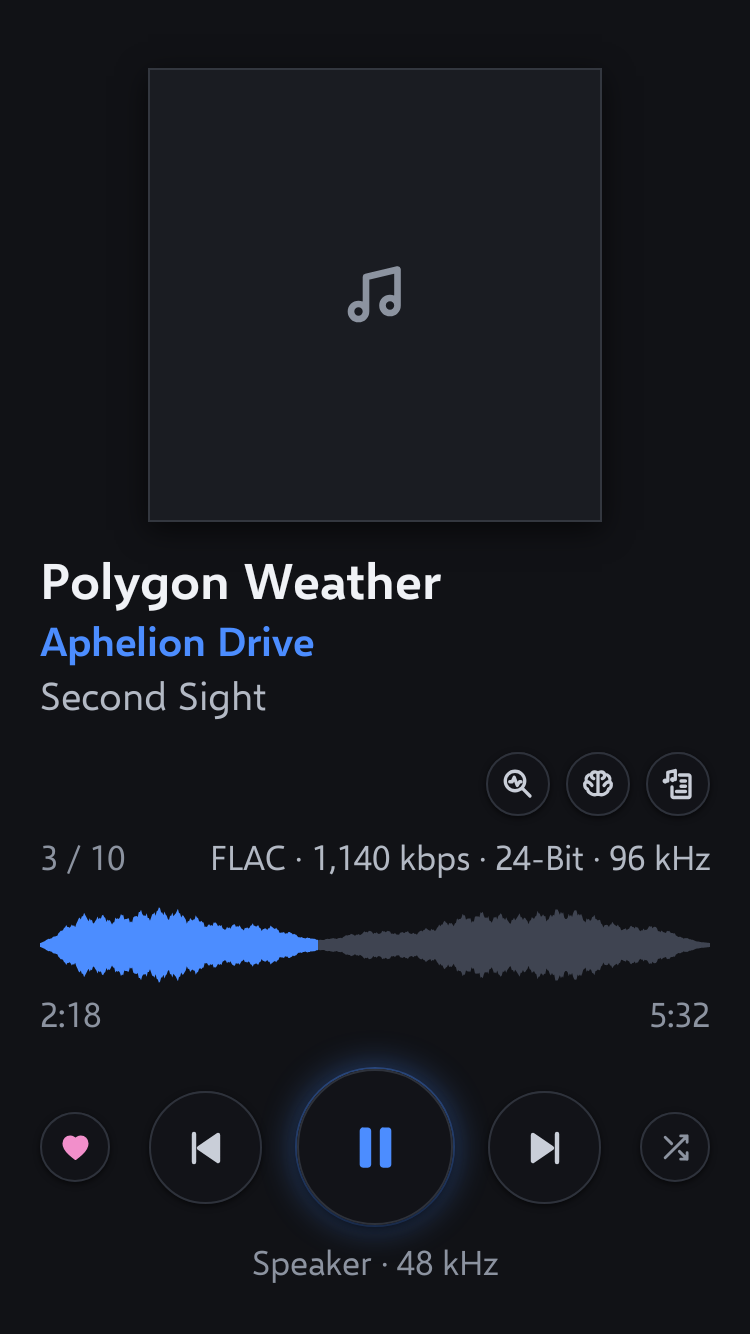 Polygon Weather
Aphelion Drive
Second Sight
3 / 10 FLAC · 1,140 kbps · 24-Bit · 96 kHz
2:18 5:32
Speaker · 48 kHz